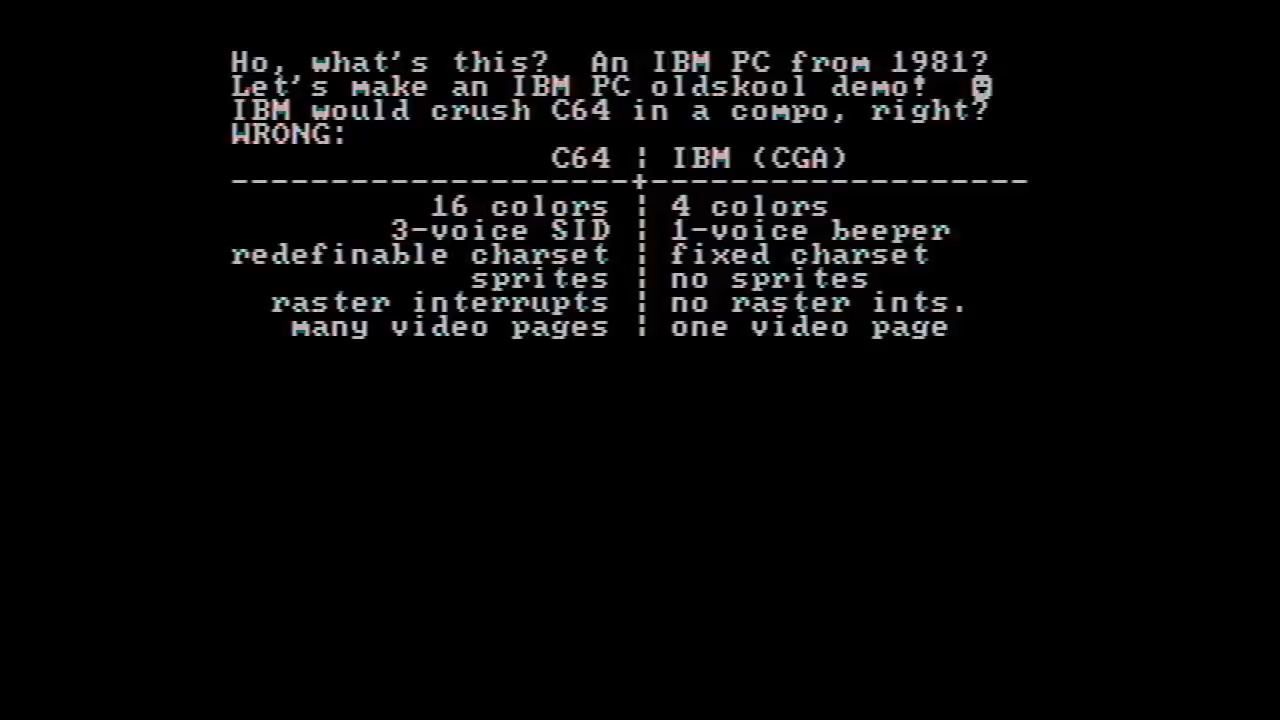 Ho, what's this?  An IBM PC from 1981?
Let's make an IBM PC oldskool demo!  ☺
IBM would crush C64 in a compo, right?
WRONG:
C64 ¦ IBM (CGA)
--------------------+-------------------
16 colors ¦ 4 colors
3-voice SID ¦ 1-voice beeper
redefinable charset ¦ fixed charset
sprites ¦ no sprites
raster interrupts ¦ no raster ints.
many video pages ¦ one video page